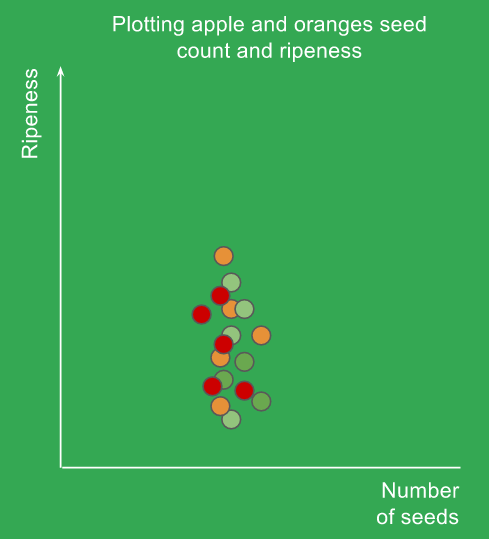 Plotting apple and oranges seed
count and ripeness
Ripeness
Number
of seeds